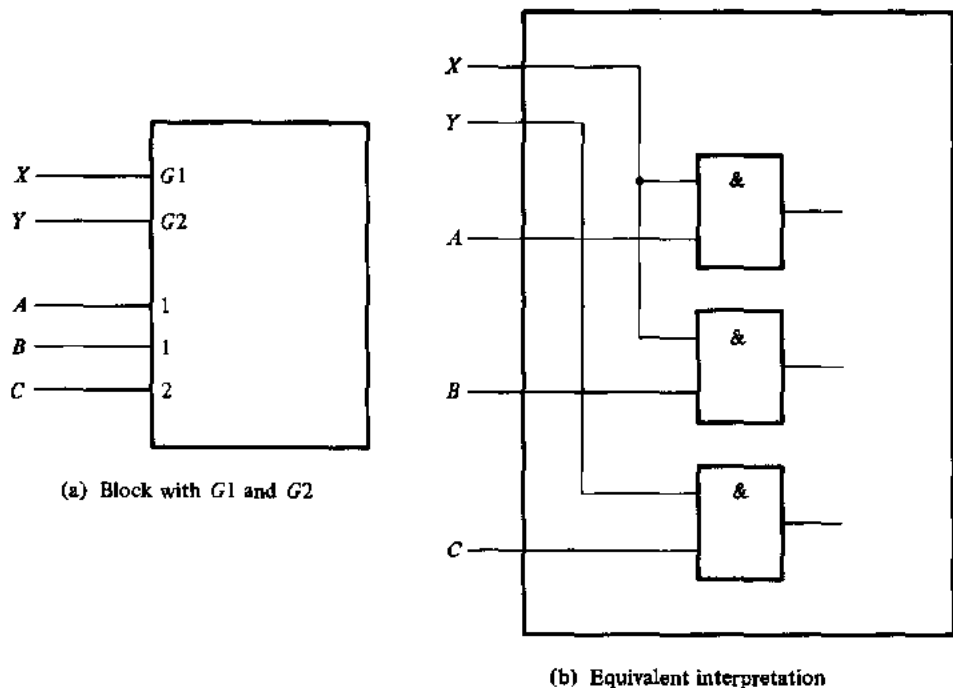 X G1
Y G2
A 1
B 1
C 2
(a) Block with G1 and G2
X
Y
&
A
&
B
&
C
(b) Equivalent interpretation